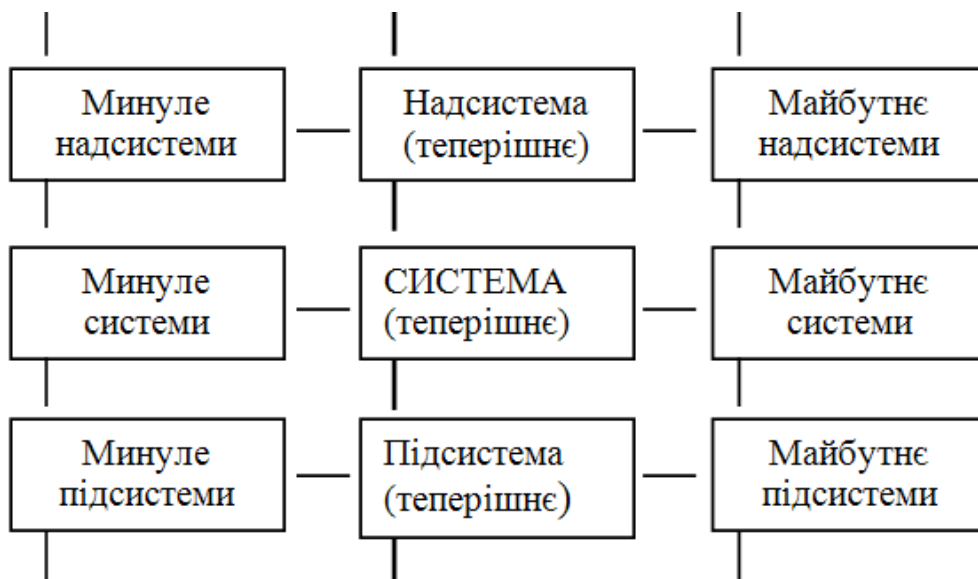 Минуле
надсистеми
Надсистема
(теперішнє)
Майбутнє
надсистеми
Минуле
системи
СИСТЕМА
(теперішнє)
Майбутнє
системи
Минуле
підсистеми
Підсистема
(теперішнє)
Майбутнє
підсистеми